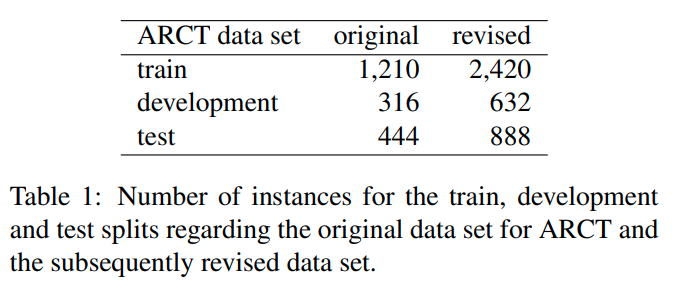 ARCT data set original revised
train 1,210 2,420
development 316 632
test 444 888
Table 1: Number of instances for the train, development
and test splits regarding the original data set for ARCT and
the subsequently revised data set.